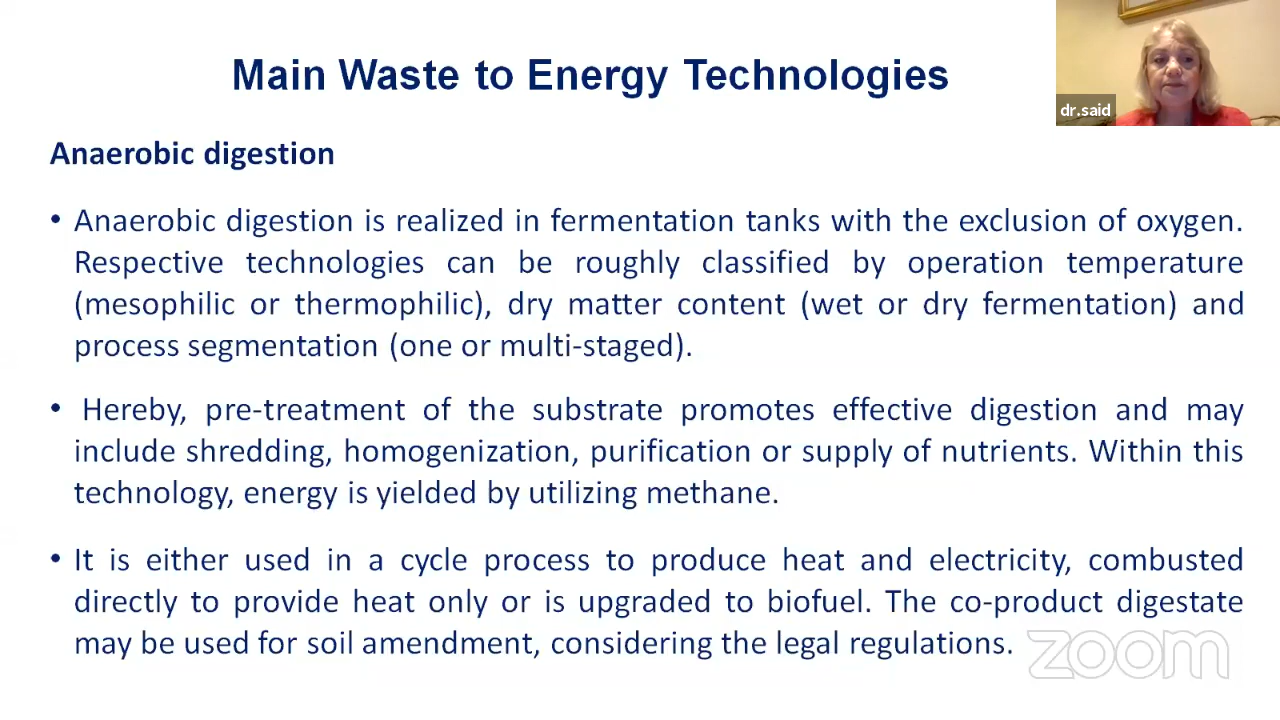 Main Waste to Energy Technologies
dr.said
Anaerobic digestion
• Anaerobic digestion is realized in fermentation tanks with the exclusion of oxygen.
Respective technologies can be roughly classified by operation temperature
(mesophilic or thermophilic), dry matter content (wet or dry fermentation) and
process segmentation (one or multi-staged).
• Hereby, pre-treatment of the substrate promotes effective digestion and may
include shredding, homogenization, purification or supply of nutrients. Within this
technology, energy is yielded by utilizing methane.
• It is either used in a cycle process to produce heat and electricity, combusted
directly to provide heat only or is upgraded to biofuel. The co-product digestate
may be used for soil amendment, considering the legal regulations.
zoom